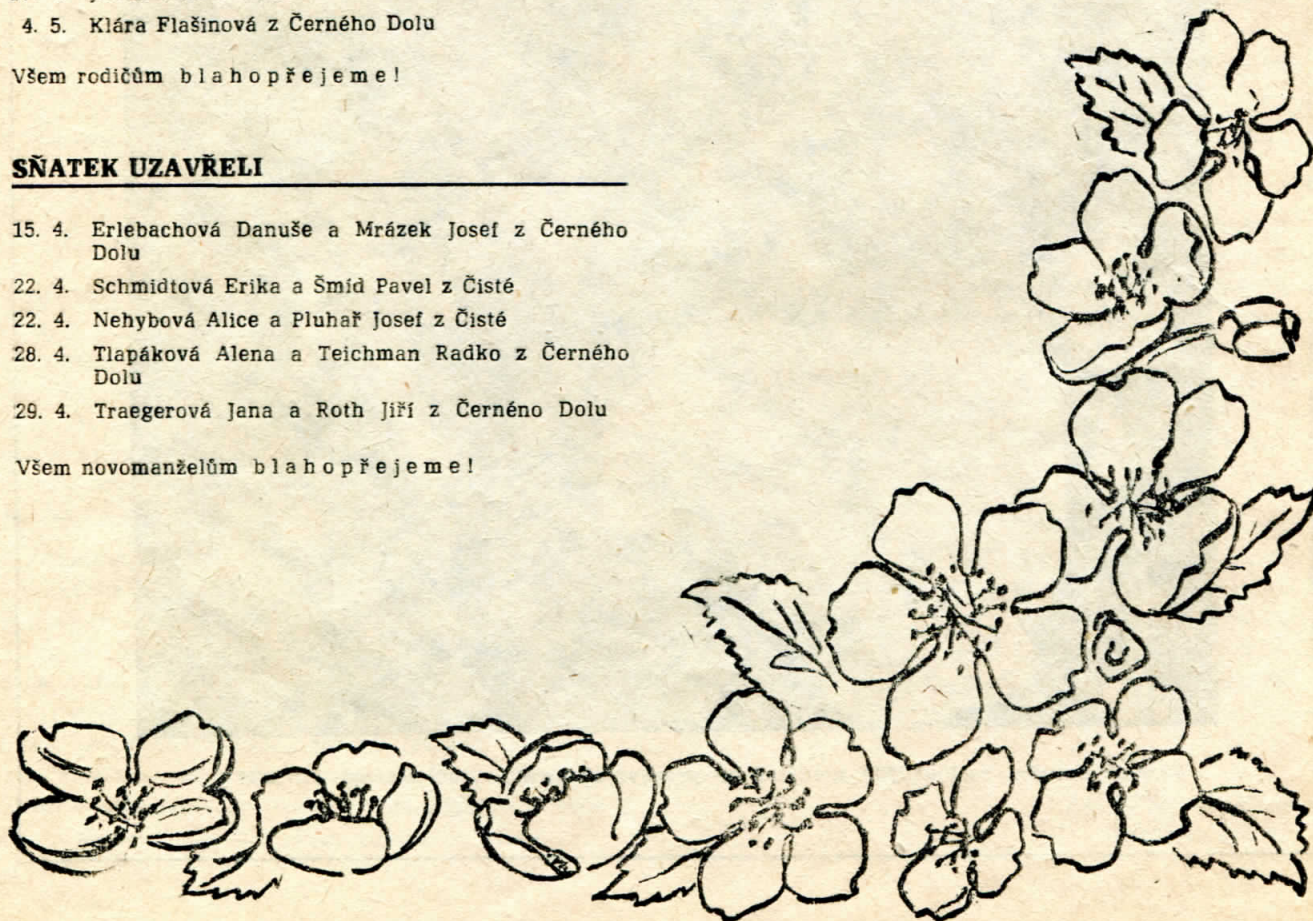 4. 5. Klára Flašinová z Černého Dolu
Všem rodičům blahopřejeme!
SŇATEK UZAVŘELI
15. 4. Erlebachová Danuše a Mrázek Josef z Černého
Dolu
22. 4. Schmidtová Erika a Šmíd Pavel z Čisté
22. 4. Nehybová Alice a Pluhař Josef z Čisté
28. 4. Tlapáková Alena a Teichman Radko z Černého
Dolu
29. 4. Traegerová Jana a Roth Jiří z Černéno Dolu
Všem novomanželům blahopřejeme!